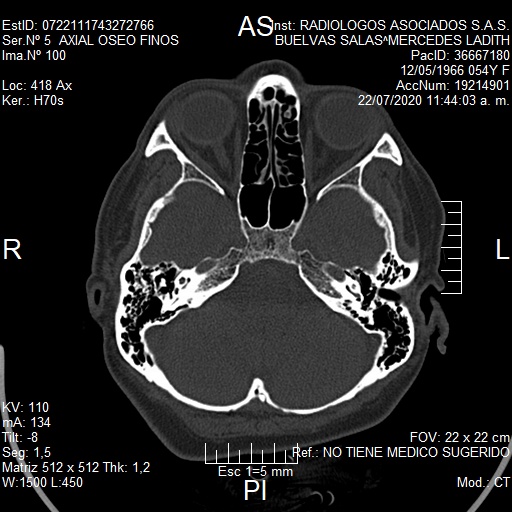 EstID: 0722111743272766
Ser.Nº 5 AXIAL OSEO FINOS
Ima.Nº 100
Loc: 418 Ax
Ker.: H70s
AS
Inst: RADIOLOGOS ASOCIADOS S.A.S.
BUELVAS SALAS^MERCEDES LADITH
PacID: 36667180
12/05/1966 054Y F
AccNum: 19214901
22/07/2020 11:44:03 a. m.
R
L
KV: 110
mA: 134
Tilt: -8
Seg: 1,5
Matriz 512 x 512 Thk: 1,2
W:1500 L:450
Esc 1=5 mm
PI
FOV: 22 x 22 cm
Ref.: NO TIENE MEDICO SUGERIDO
Mod.: CT